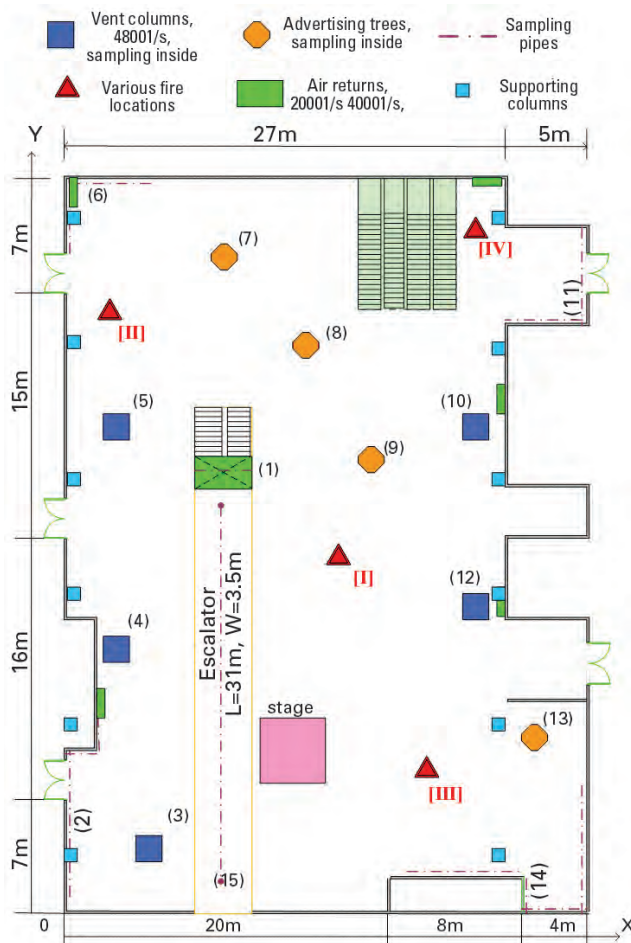 Vent columns,
48001/s,
sampling inside
Advertising trees,
sampling inside
Sampling
pipes
Various fire
locations
Air returns,
20001/s 40001/s,
Supporting
columns
Y
27m
5m
7m
(6)
(7)
[IV]
(11)
[II]
(8)
15m
(5)
(10)
(9)
(1)
[I]
(12)
(4)
16m
Escalator
L=31m, W=3.5m
stage
(13)
[III]
(2)
(3)
7m
(15)
(14)
0
20m
8m
4m
X